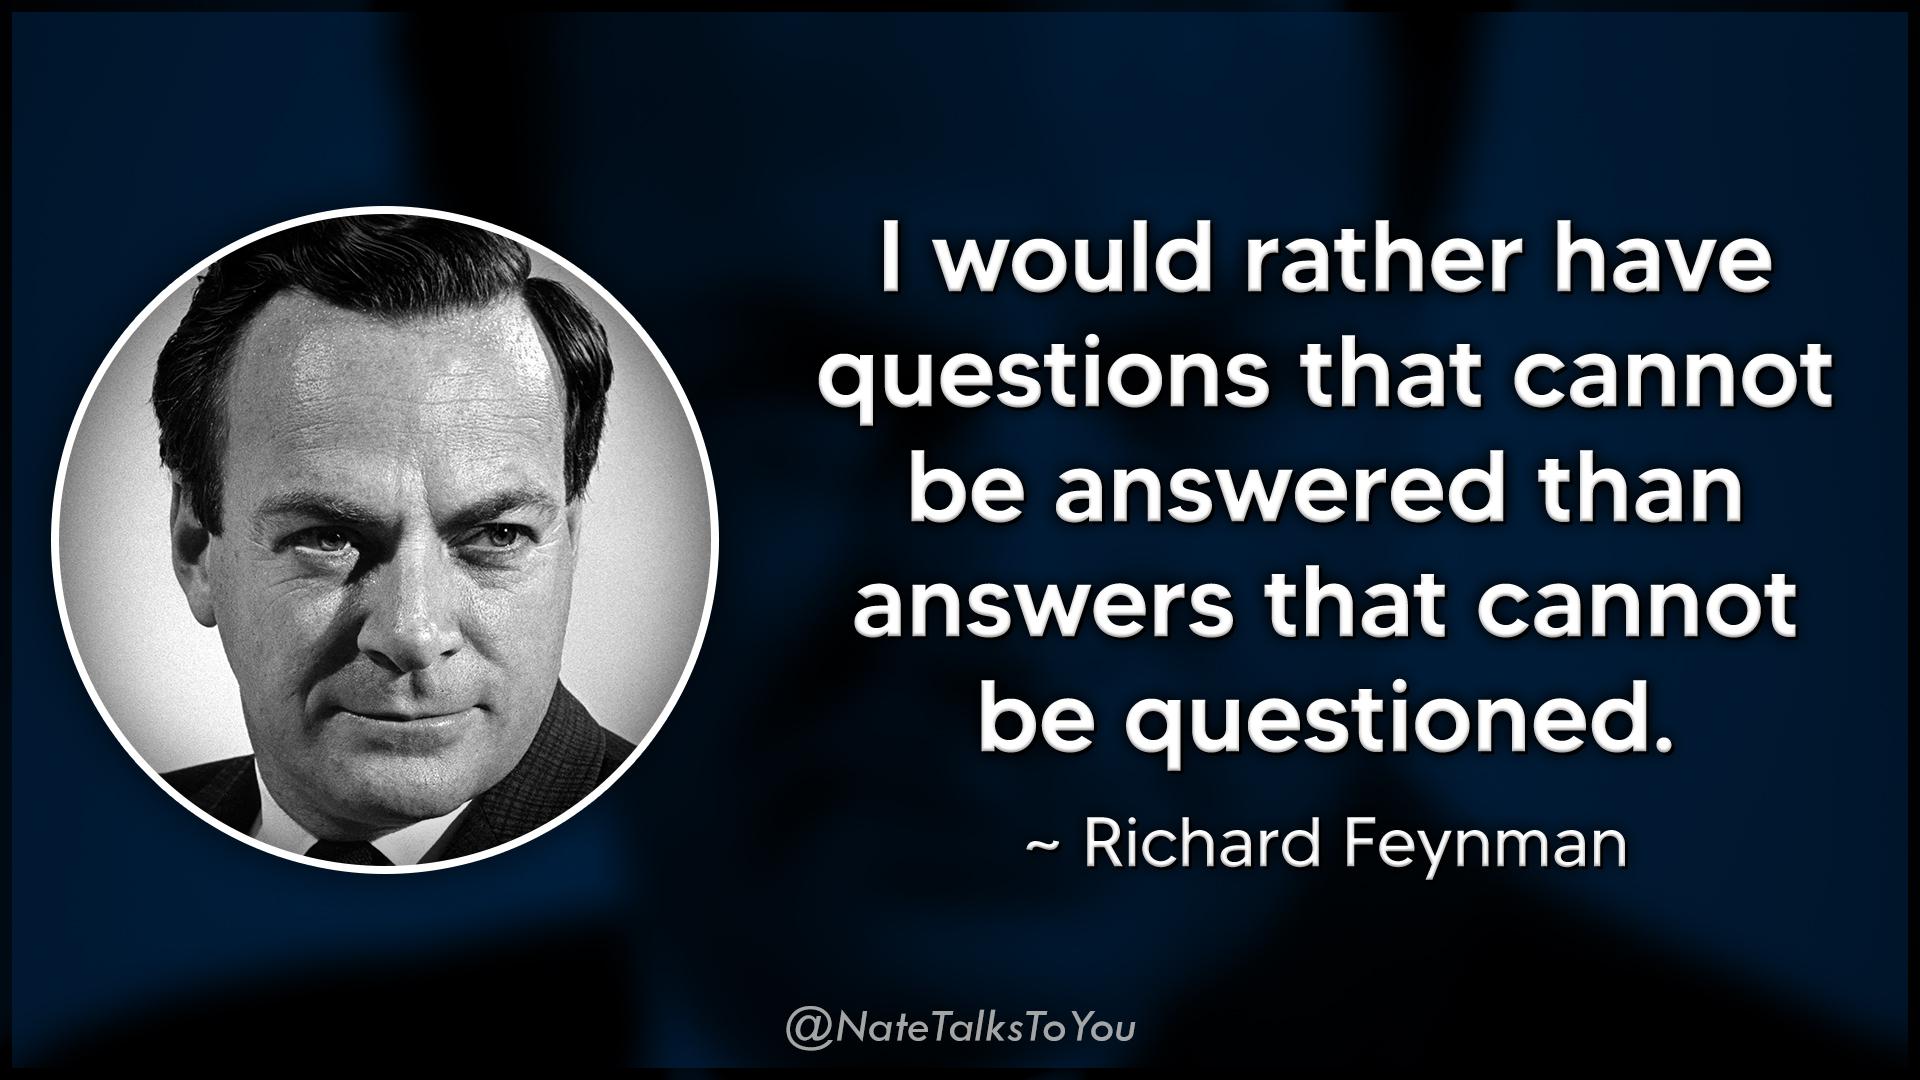 I would rather have
questions that cannot
be answered than
answers that cannot
be questioned.
~ Richard Feynman
@NateTalksToYou